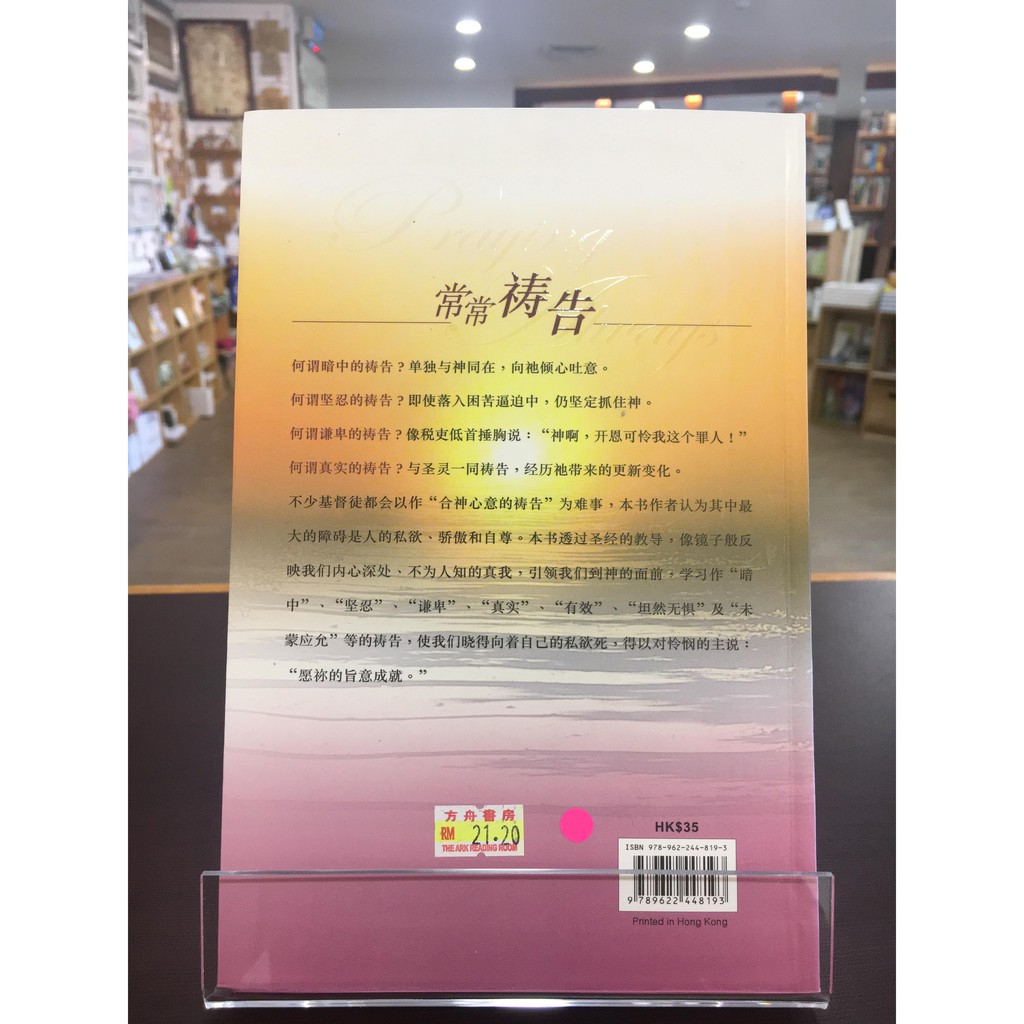 Praying
Always
常常祷告
何谓暗中的祷告？单独与神同在，向祂倾心吐意。
何谓坚忍的祷告？即使落入困苦逼迫中，仍坚定抓住神。
何谓谦卑的祷告？像税吏低首捶胸说：“神啊，开恩可怜我这个罪人！”
何谓真实的祷告？与圣灵一同祷告，经历祂带来的更新变化。
不少基督徒都会以作“合神心意的祷告”为难事，本书作者认为其中最
大的障碍是人的私欲、骄傲和自尊。本书透过圣经的教导，像镜子般反
映我们内心深处、不为人知的真我，引领我们到神的面前，学习作“暗
中”、“坚忍”、“谦卑”、“真实”、“有效”、“坦然无惧”及“未
蒙应允”等的祷告，使我们晓得向着自己的私欲死，得以对怜悯的主说：
“愿祢的旨意成就。”
方舟書房
RM 21.20
THE ARK READING ROOM
HK$35
ISBN 978-962-244-819-3
9 789622 448193
Printed in Hong Kong